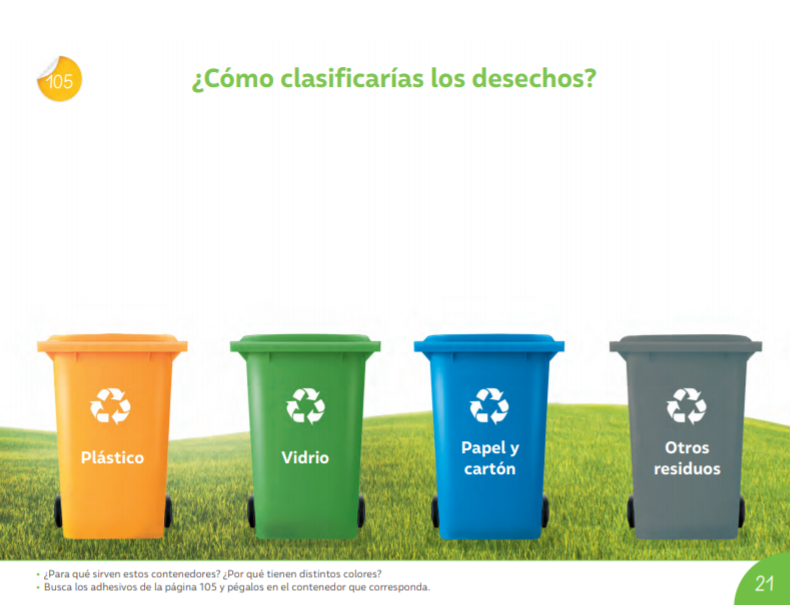 105
¿Cómo clasificarías los desechos?
Plástico
Vidrio
Papel y
cartón
Otros
residuos
• ¿Para qué sirven estos contenedores? ¿Por qué tienen distintos colores?
• Busca los adhesivos de la página 105 y pégalos en el contenedor que corresponda.
21